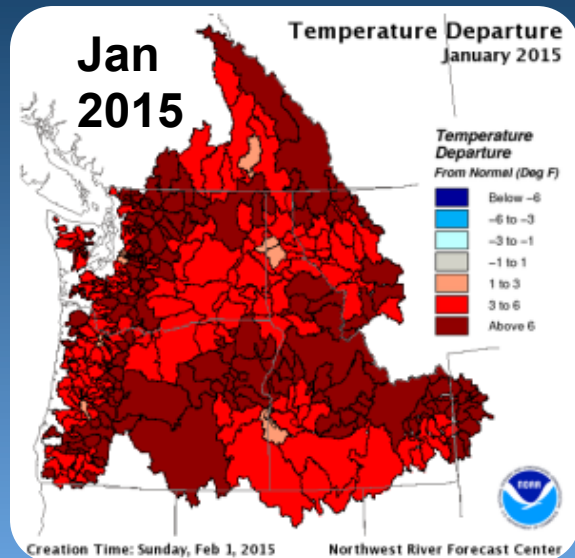 Temperature Departure
January 2015
Jan
2015
Temperature
Departure
From Normal (Deg F)
Below -6
-6 to -3
-3 to -1
-1 to 1
1 to 3
3 to 6
Above 6
NOAA
Creation Time: Sunday, Feb 1, 2015
Northwest River Forecast Center